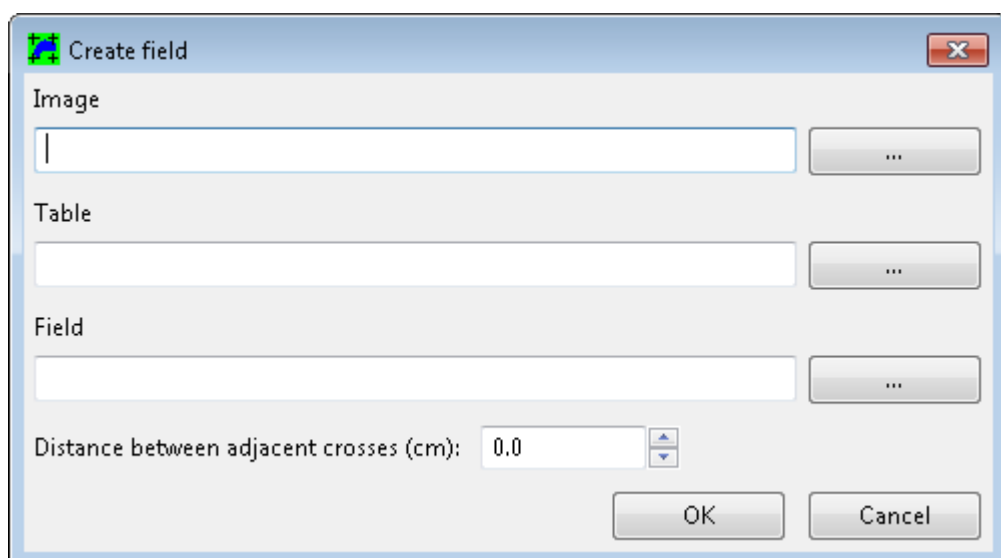 Create field
Image
...
Table
...
Field
...
Distance between adjacent crosses (cm): 0.0
OK Cancel